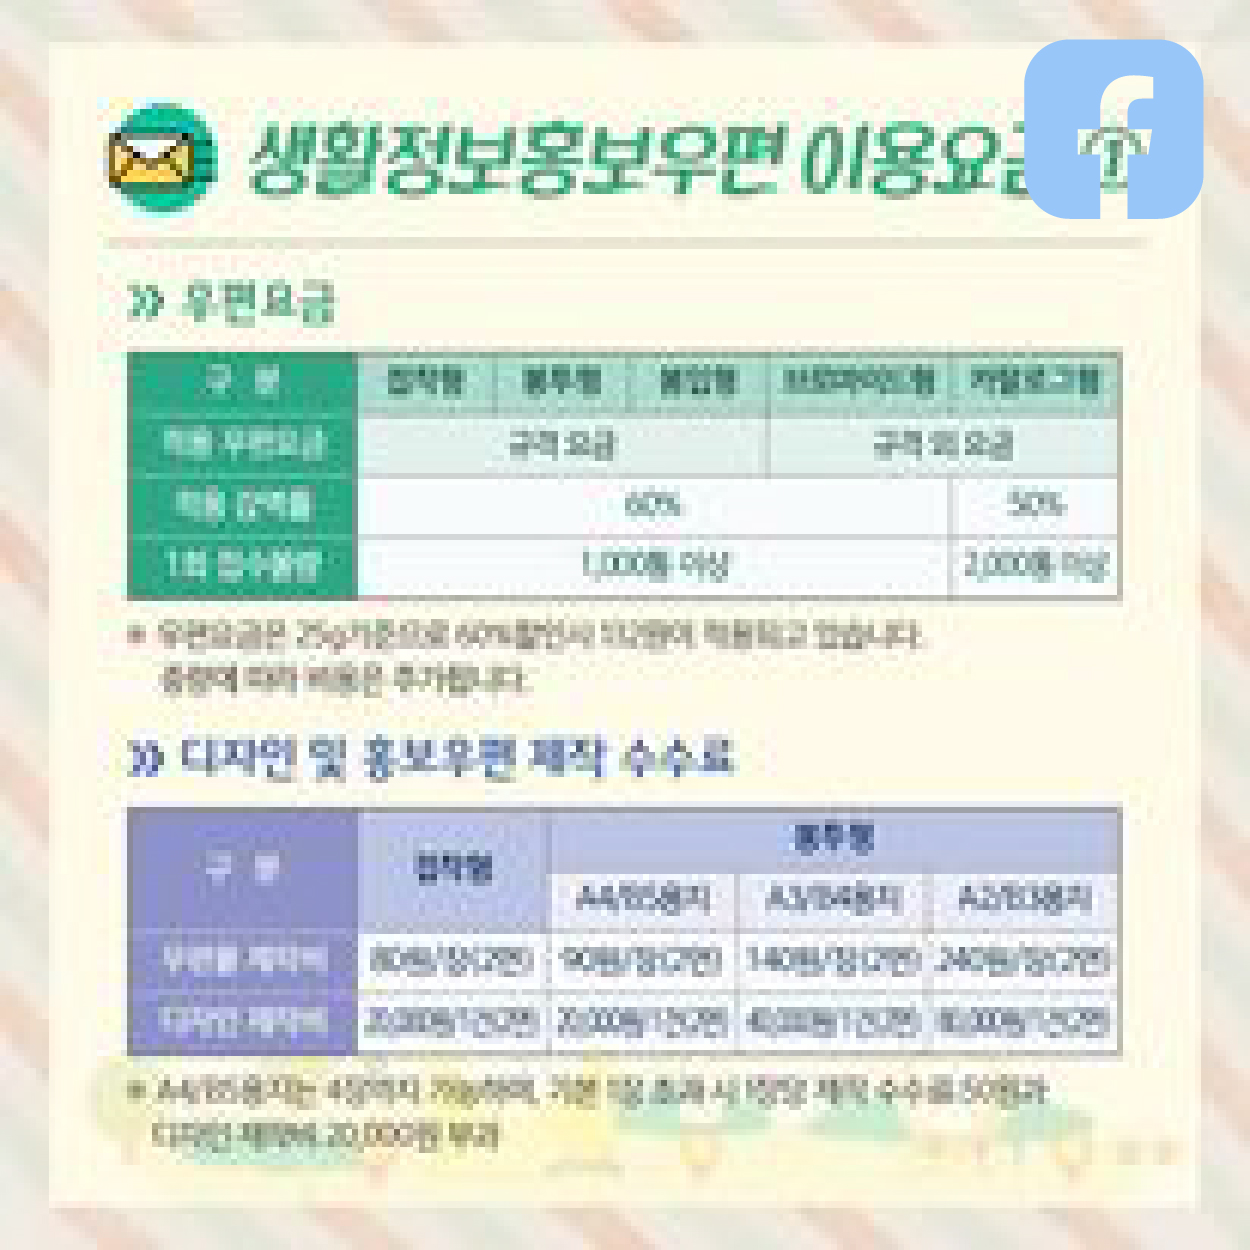 생활정보홍보우편 이용요금
» 우편요금
구 분 접착형 봉투형 봉입형 브로마이드형 카탈로그형
적용 우편요금 규격 요금 규격 외 요금
적용 감액률 60% 50%
1회 접수물량 1,000통 이상 2,000통 이상
* 우편요금은 25g기준으로 60%할인시 132원이 적용되고 있습니다.
중량에 따라 비용은 추가됩니다.
» 디자인 및 홍보우편 제작 수수료
구 분 접착형 봉투형
A4/B5용지 A3/B4용지 A2/B3용지
우편물 제작비 80원/장(2면) 90원/장(2면) 140원/장(2면) 240원/장(2면)
디자인 제작비 20,000원/1건(2면) 20,000원/1건(2면) 40,000원/1건(2면)
* A4/B5용지는 4장까지 가능하며, 기본 1장 초과 시 1장당 제작 수수료 50원과
디자인 제작비 20,000원 부과